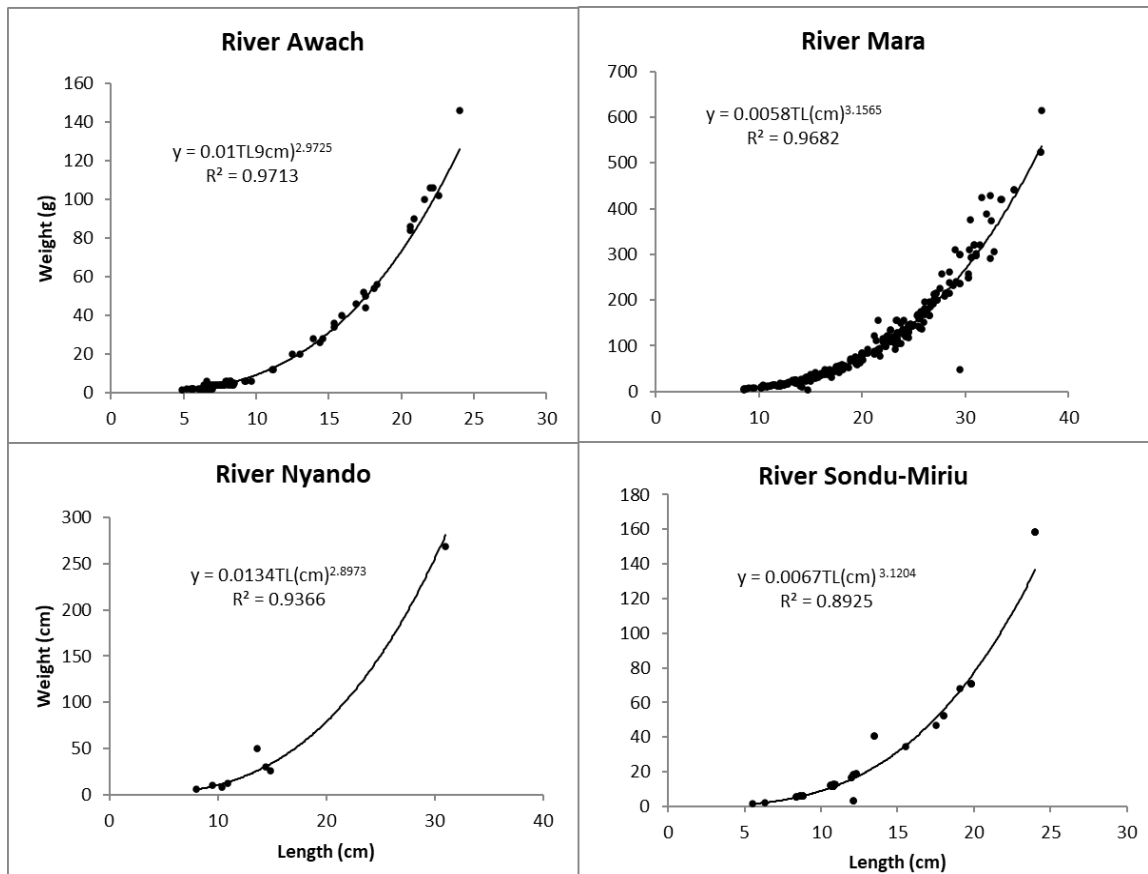 River Awach
160
140
120
100
80
60
40
20
0
Weight (g)
y = 0.01TL9cm)^2.9725
R² = 0.9713
0 5 10 15 20 25 30
River Mara
700
600
500
400
300
200
100
0
y = 0.0058TL(cm)^3.1565
R² = 0.9682
0 10 20 30 40
River Nyando
300
250
200
150
100
50
0
Weight (cm)
y = 0.0134TL(cm)^2.8973
R² = 0.9366
0 10 20 30 40
Length (cm)
River Sondu-Miriu
180
160
140
120
100
80
60
40
20
0
y = 0.0067TL(cm)^3.1204
R² = 0.8925
0 5 10 15 20 25 30
Length (cm)